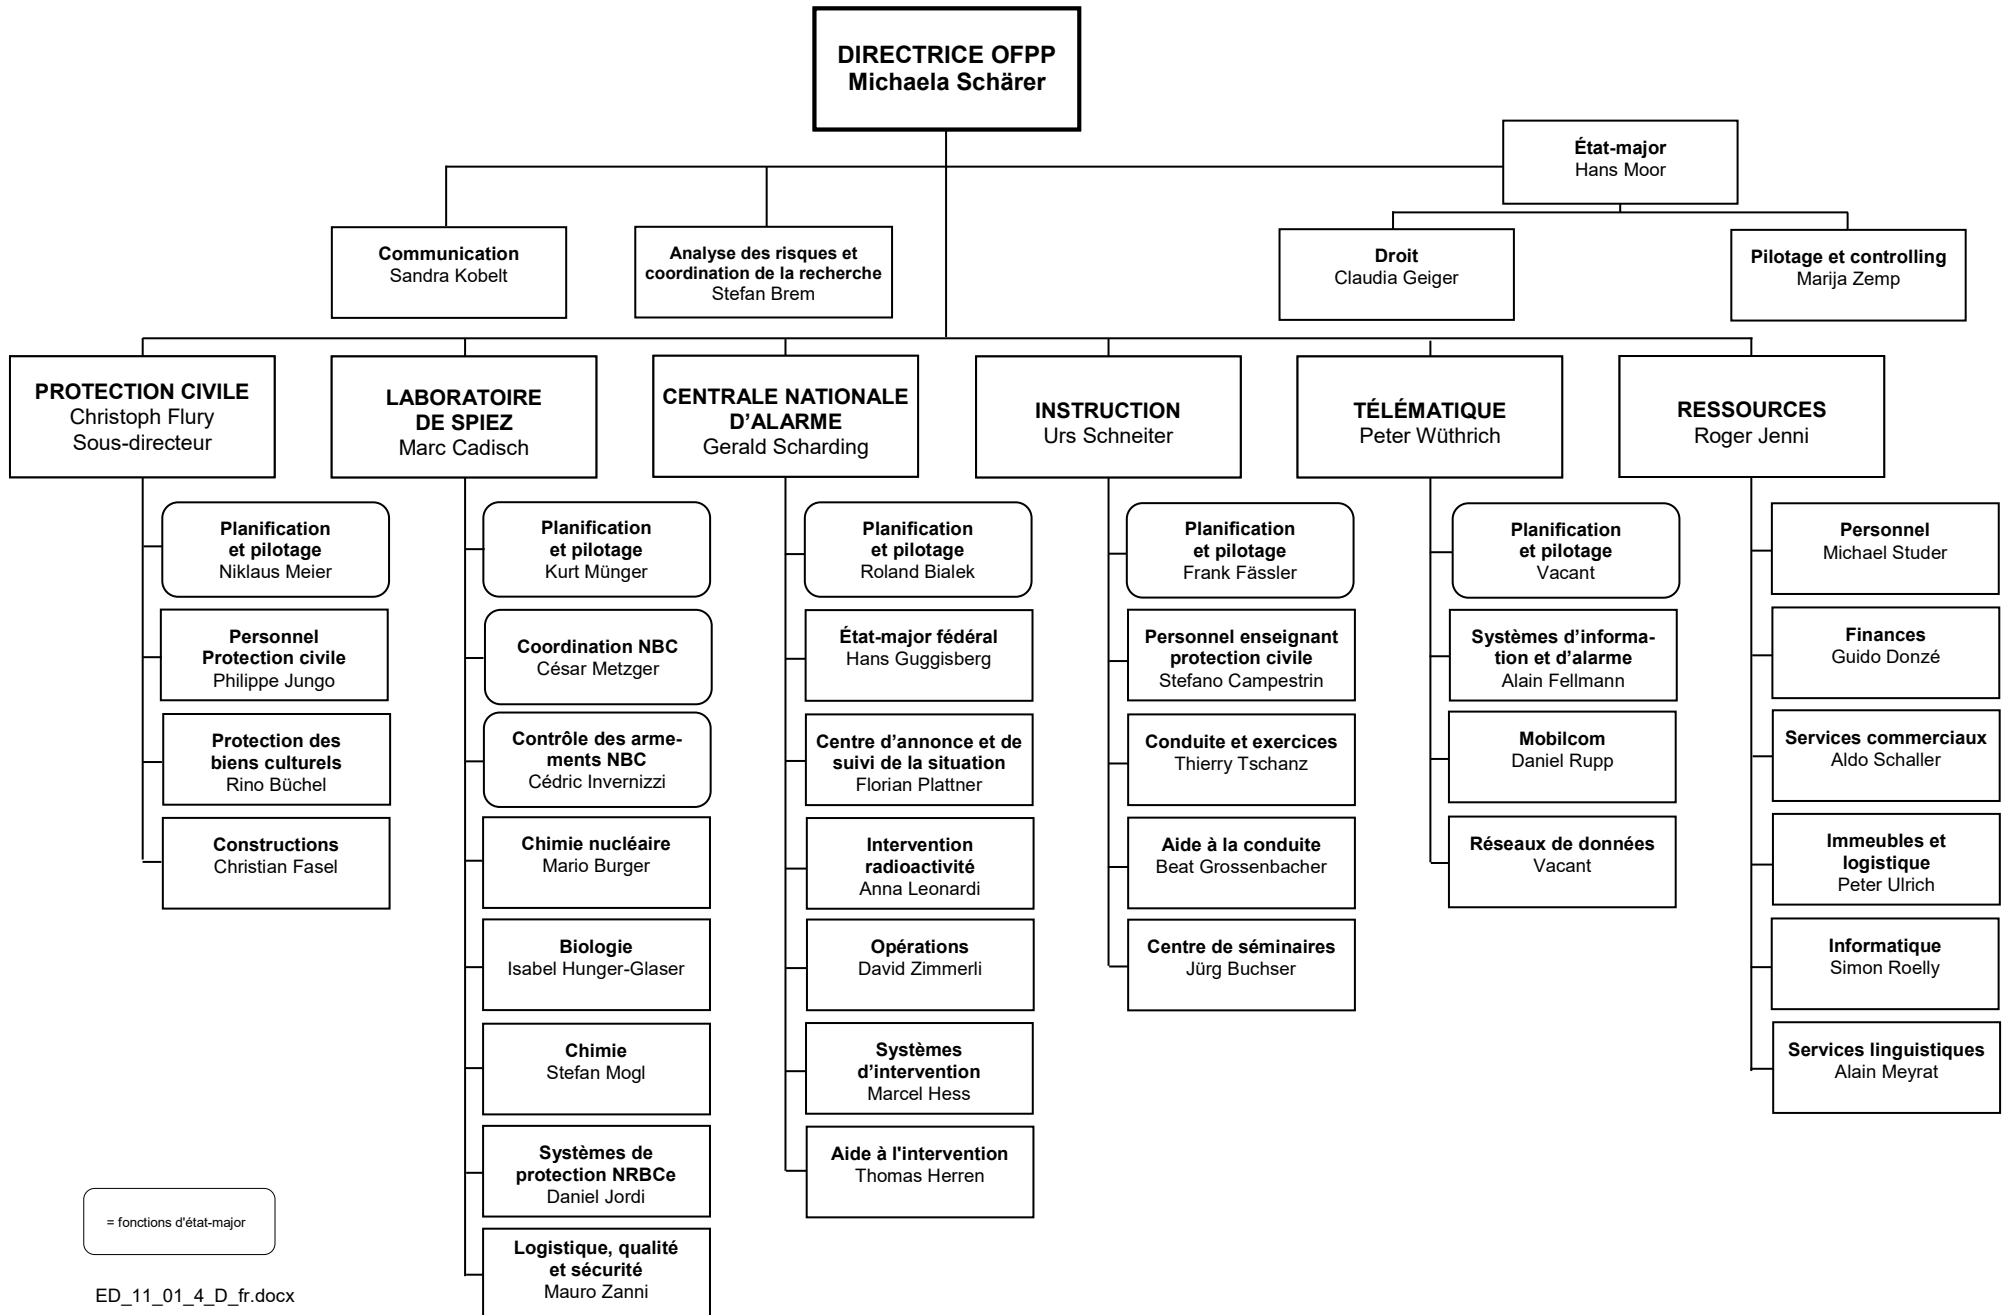 DIRECTRICE OFPP
Michaela Schärer
État-major
Hans Moor
Communication
Sandra Kobelt
Analyse des risques et
coordination de la recherche
Stefan Brem
Droit
Claudia Geiger
Pilotage et controlling
Marija Zemp
PROTECTION CIVILE
Christoph Flury
Sous-directeur
LABORATOIRE
DE SPIEZ
Marc Cadisch
CENTRALE NATIONALE
D’ALARME
Gerald Scharding
INSTRUCTION
Urs Schneiter
TÉLÉMATIQUE
Peter Wüthrich
RESSOURCES
Roger Jenni
Planification
et pilotage
Niklaus Meier
Personnel
Protection civile
Philippe Jungo
Protection des
biens culturels
Rino Büchel
Constructions
Christian Fasel
Planification
et pilotage
Kurt Münger
Coordination NBC
César Metzger
Contrôle des arme-
ments NBC
Cédric Invernizzi
Chimie nucléaire
Mario Burger
Biologie
Isabel Hunger-Glaser
Chimie
Stefan Mogl
Systèmes de
protection NRBCe
Daniel Jordi
Logistique, qualité
et sécurité
Mauro Zanni
Planification
et pilotage
Roland Bialek
État-major fédéral
Hans Guggisberg
Centre d’annonce et de
suivi de la situation
Florian Plattner
Intervention
radioactivité
Anna Leonardi
Opérations
David Zimmerli
Systèmes
d’intervention
Marcel Hess
Aide à l'intervention
Thomas Herren
Planification
et pilotage
Frank Fässler
Personnel enseignant
protection civile
Stefano Campestrin
Conduite et exercices
Thierry Tschanz
Aide à la conduite
Beat Grossenbacher
Centre de séminaires
Jürg Buchser
Planification
et pilotage
Vacant
Systèmes d’informa-
tion et d’alarme
Alain Fellmann
Mobilcom
Daniel Rupp
Réseaux de données
Vacant
Personnel
Michael Studer
Finances
Guido Donzé
Services commerciaux
Aldo Schaller
Immeubles et
logistique
Peter Ulrich
Informatique
Simon Roelly
Services linguistiques
Alain Meyrat
= fonctions d'état-major
ED_11_01_4_D_fr.docx